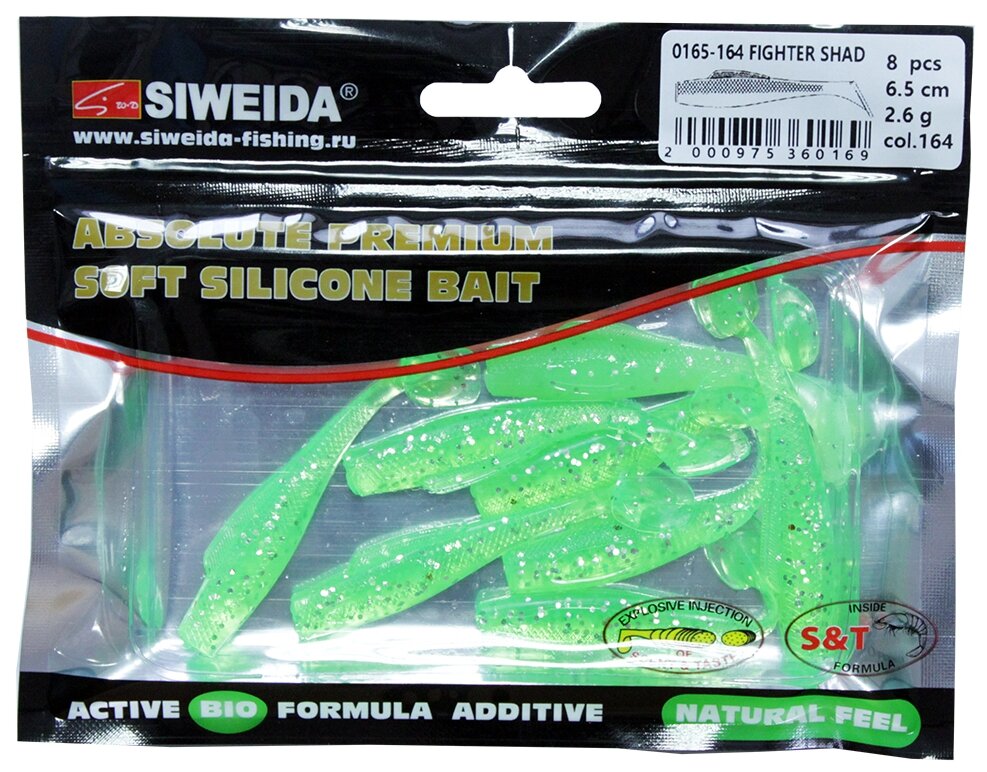 SIWEIDA®
www.siweida-fishing.ru
0165-164 FIGHTER SHAD
8 pcs
6.5 cm
2.6 g
col.164
2 000975 360169
ABSOLUTE PREMIUM
SOFT SILICONE BAIT
EXPLOSIVE INJECTION
OF
INSIDE
S&T
FORMULA
ACTIVE BIO FORMULA ADDITIVE
NATURAL FEEL